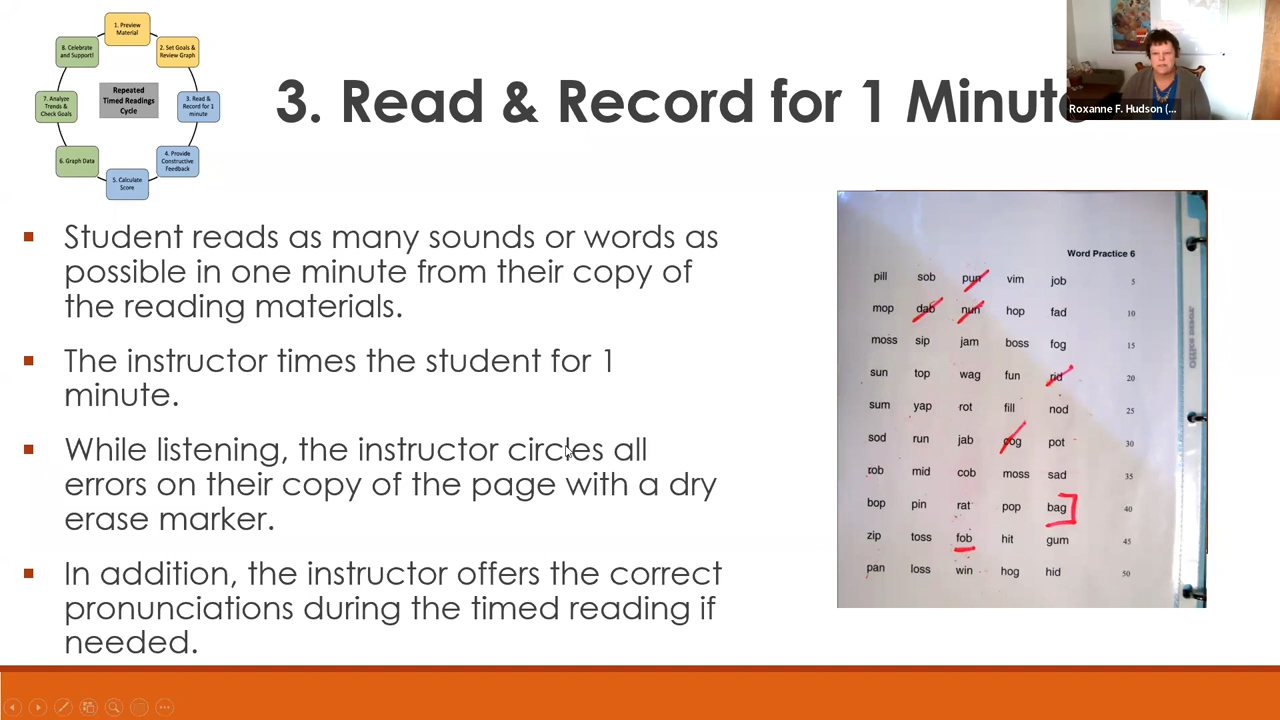 1. Preview
Material
8. Celebrate
and Support!
2. Set Goals &
Review Graph
7. Analyze
Trends &
Check Goals
Repeated
Timed Readings
Cycle
3. Read &
Record for 1
minute
6. Graph Data
4. Provide
Constructive
Feedback
5. Calculate
Score
3. Read & Record for 1 Minute
Roxanne F. Hudson (...
▪ Student reads as many sounds or words as
possible in one minute from their copy of
the reading materials.
▪ The instructor times the student for 1
minute.
▪ While listening, the instructor circles all
errors on their copy of the page with a dry
erase marker.
▪ In addition, the instructor offers the correct
pronunciations during the timed reading if
needed.
Word Practice 6
pill sob pun vim job 5
mop dab nun hop fad 10
moss sip jam boss fog 15
sun top wag fun rid 20
sum yap rot fill nod 25
sod run jab cog pot 30
rob mid cob moss sad 35
bop pin rat pop bag 40
zip toss fob hit gum 45
pan loss win hog hid 50